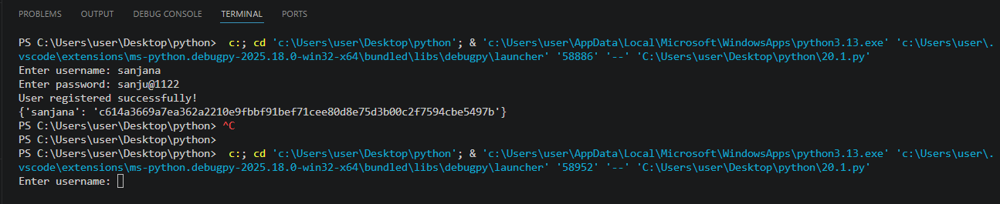 PROBLEMS OUTPUT DEBUG CONSOLE TERMINAL PORTS
PS C:\Users\user\Desktop\python>  c:; cd 'c:\Users\user\Desktop\python'; & 'c:\Users\user\AppData\Local\Microsoft\WindowsApps\python3.13.exe' 'c:\Users\user\.
vscode\extensions\ms-python.debugpy-2025.18.0-win32-x64\bundled\libs\debugpy\launcher' '58886' '--' 'C:\Users\user\Desktop\python\20.1.py'
Enter username: sanjana
Enter password: sanju@1122
User registered successfully!
{'sanjana': 'c614a3669a7ea362a2210e9fbbf91bef71cee80d8e75d3b00c2f7594cbe5497b'}
PS C:\Users\user\Desktop\python> ^C
PS C:\Users\user\Desktop\python>
PS C:\Users\user\Desktop\python>  c:; cd 'c:\Users\user\Desktop\python'; & 'c:\Users\user\AppData\Local\Microsoft\WindowsApps\python3.13.exe' 'c:\Users\user\.
vscode\extensions\ms-python.debugpy-2025.18.0-win32-x64\bundled\libs\debugpy\launcher' '58952' '--' 'C:\Users\user\Desktop\python\20.1.py'
Enter username: